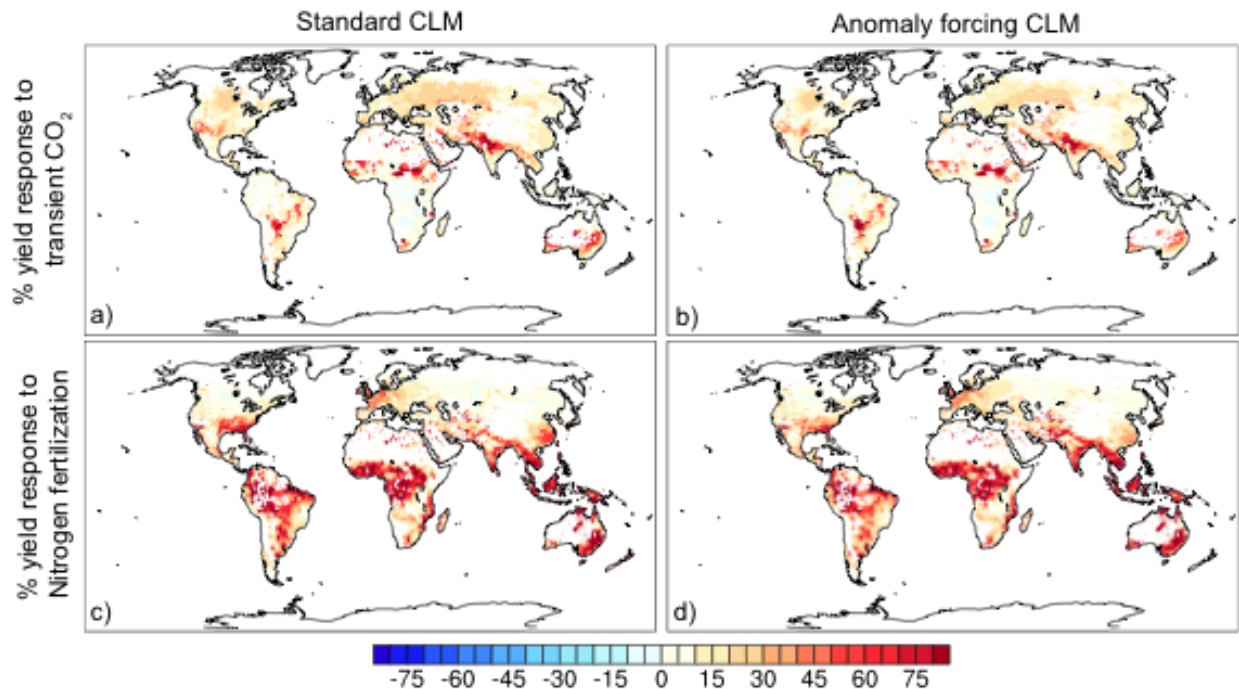 Standard CLM
Anomaly forcing CLM
% yield response to
transient CO₂
a)
b)
% yield response to
Nitrogen fertilization
c)
d)
-75 -60 -45 -30 -15 0 15 30 45 60 75